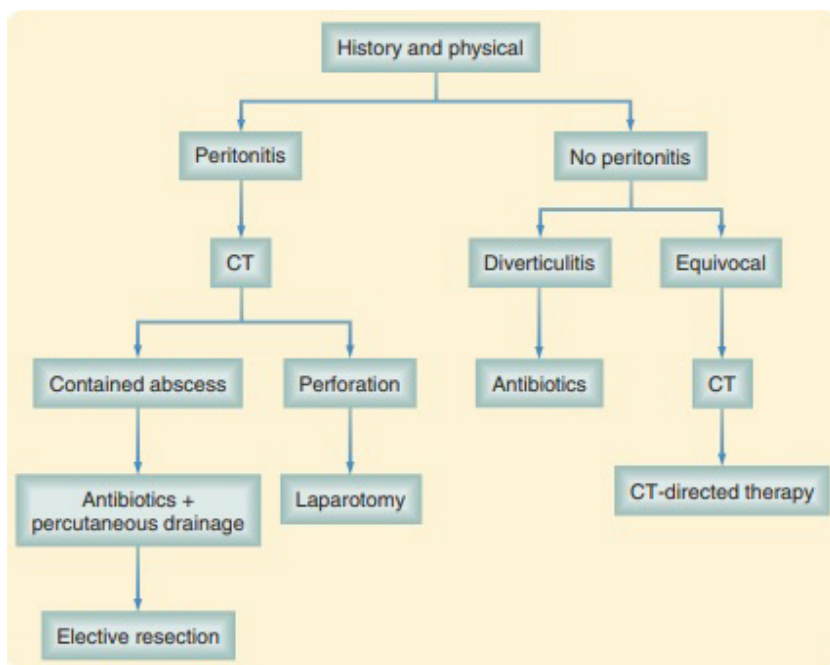 History and physical
Peritonitis
No peritonitis
CT
Diverticulitis
Equivocal
Contained abscess
Perforation
Antibiotics
CT
Antibiotics +
percutaneous drainage
Laparotomy
CT-directed therapy
Elective resection